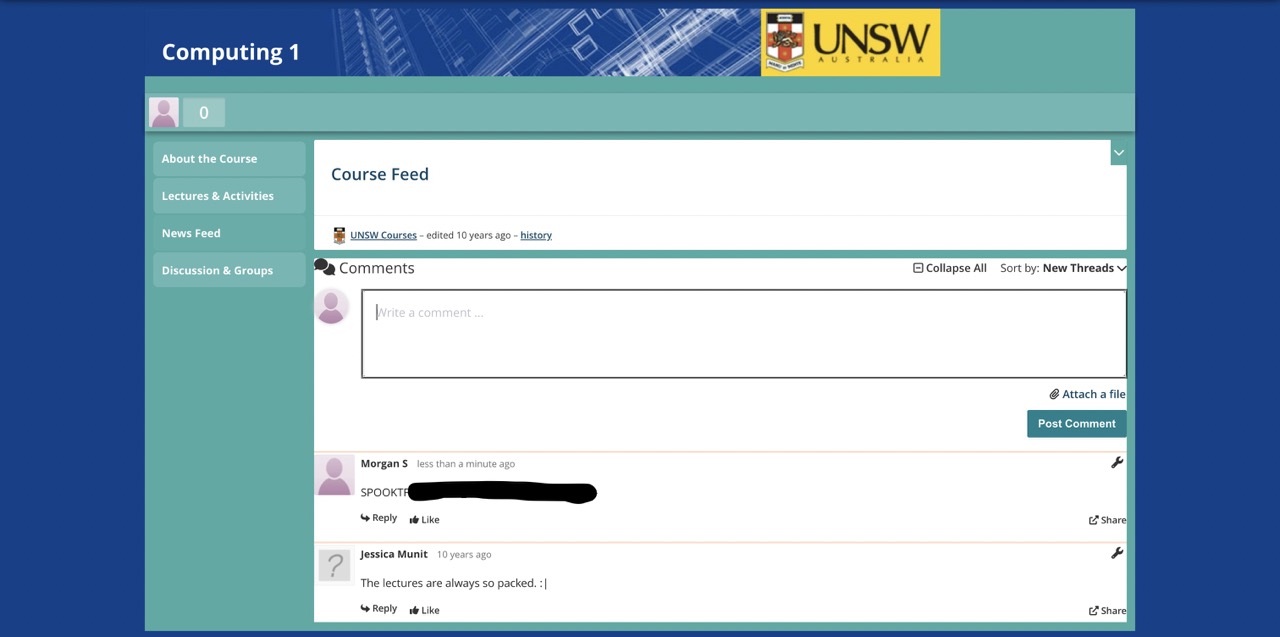 Computing 1
UNSW
AUSTRALIA
0
About the Course
Lectures & Activities
News Feed
Discussion & Groups
Course Feed
UNSW Courses – edited 10 years ago – history
Comments
Collapse All Sort by: New Threads
Write a comment ...
Attach a file
Post Comment
Morgan S less than a minute ago
Reply Like Share
Jessica Munit 10 years ago
The lectures are always so packed. :|
Reply Like Share